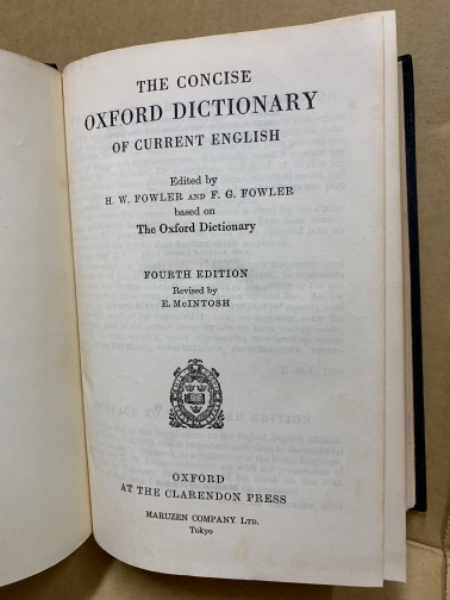 THE CONCISE
OXFORD DICTIONARY
OF CURRENT ENGLISH
Edited by
H. W. FOWLER AND F. G. FOWLER
based on
The Oxford Dictionary
FOURTH EDITION
Revised by
E. McINTOSH
OXFORD
AT THE CLARENDON PRESS
MARUZEN COMPANY LTD.
Tokyo